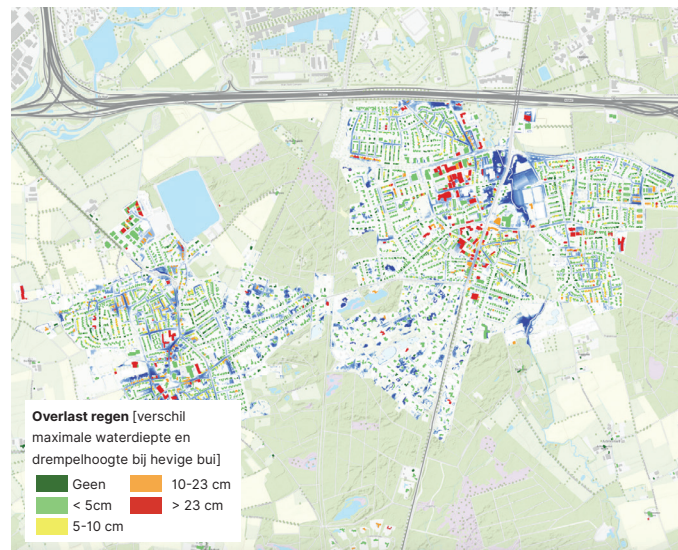 Overlast regen [verschil
maximale waterdiepte en
drempelhoogte bij hevige bui]
Geen
10-23 cm
< 5cm
> 23 cm
5-10 cm